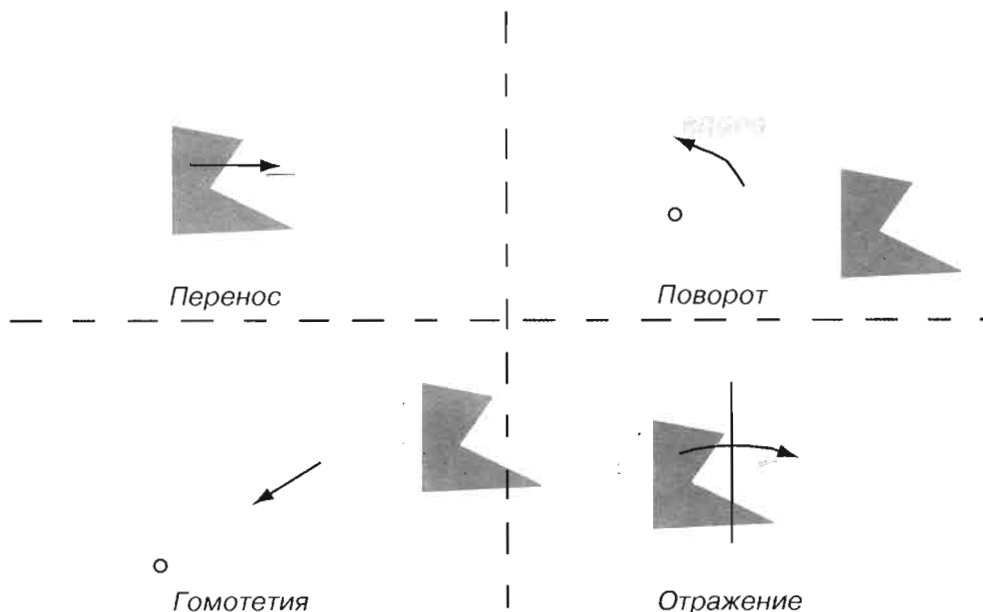 Перенос
Поворот
Гомотетия
Отражение